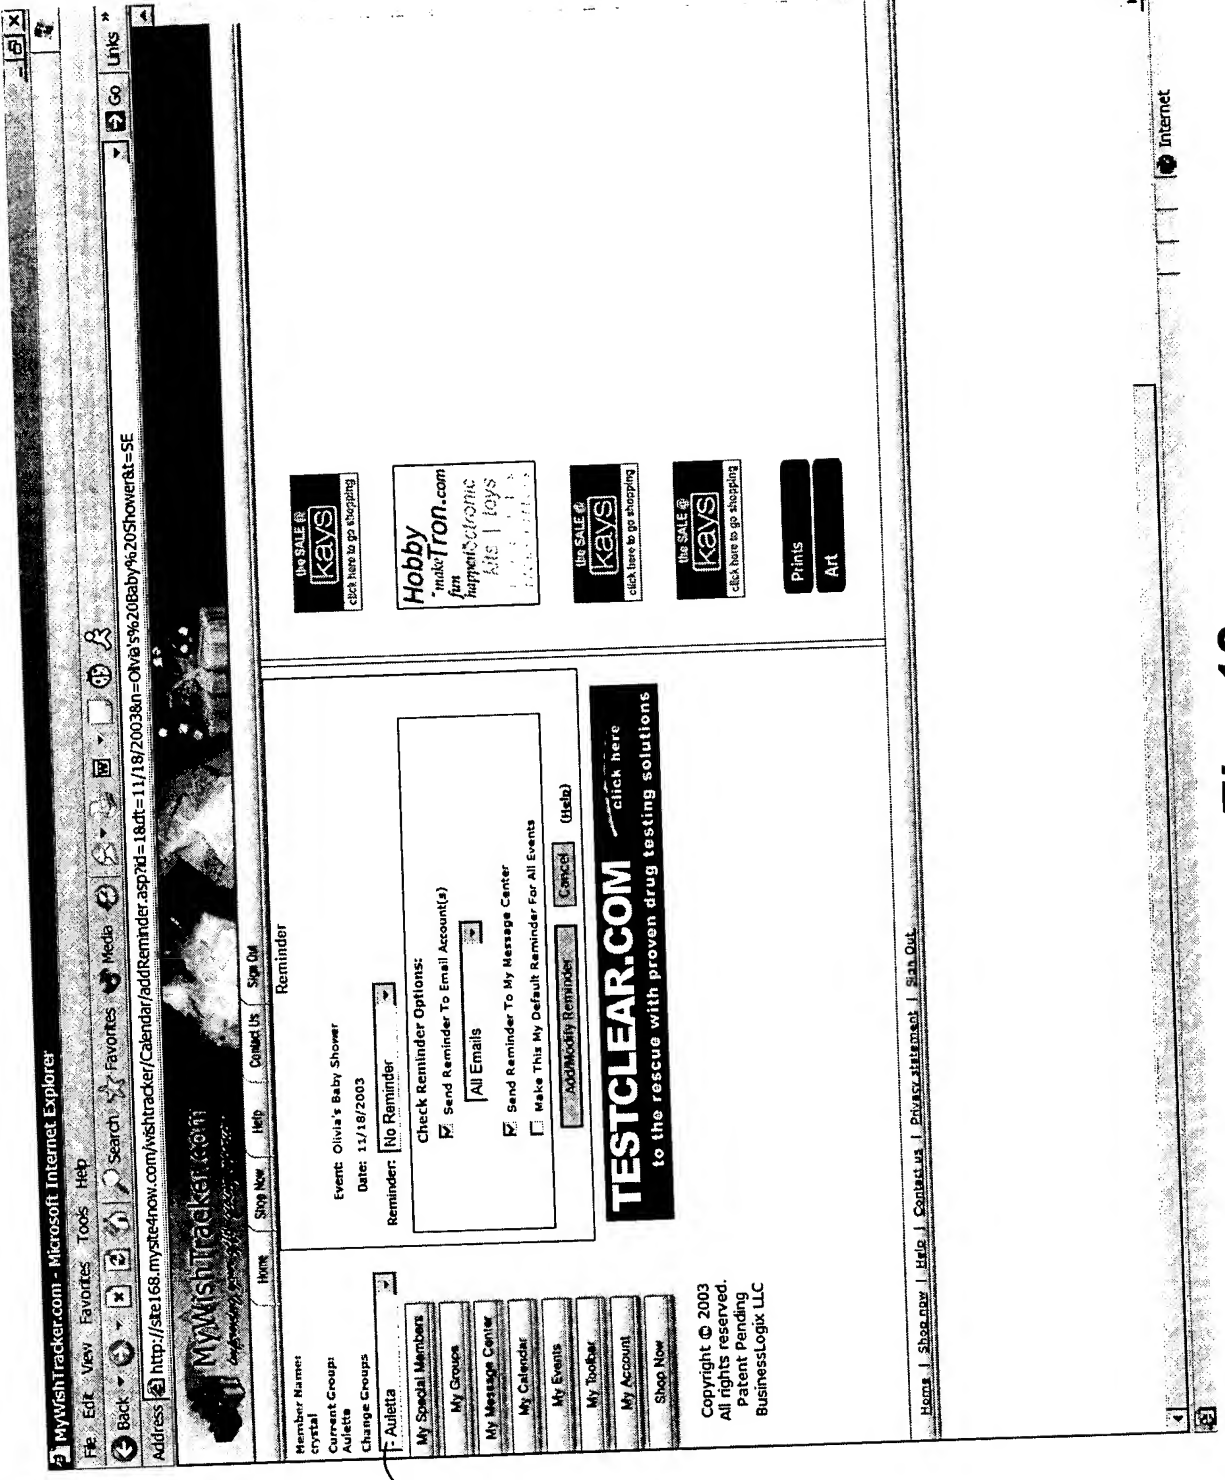 MyWishTracker.com - Microsoft Internet Explorer
File Edit View Favorites Tools Help
Back Search Favorites Media
Address http://site168.mysite4now.com/wishtracker/Calendar/addReminder.asp?id=1&dt=11/18/2003&n=Olivia's%20Baby%20Shower&t=SE Go Links »
MyWishTracker.com
Home Shop Now Help Contact Us Sign Out
Member Name:
crystal
Current Group:
Auletta
Change Groups
- Auletta
My Special Members
My Groups
My Message Center
My Calendar
My Events
My Toolbar
My Account
Shop Now
Copyright © 2003
All rights reserved.
Patent Pending
BusinessLogix LLC
Reminder
Event: Olivia's Baby Shower
Date: 11/18/2003
Reminder: No Reminder
Check Reminder Options:
Send Reminder To Email Account(s)
All Emails
Send Reminder To My Message Center
Make This My Default Reminder For All Events
Add/Modify Reminder Cancel (Help)
TESTCLEAR.COM click here
to the rescue with proven drug testing solutions
the SALE @
kays
click here to go shopping
Hobby
Tron.com
"make
fun
happen
electronic
kits | toys
the SALE @
kays
click here to go shopping
the SALE @
kays
click here to go shopping
Prints
Art
Home | Shop now | Help | Contact us | Privacy statement | Sign Out
Internet